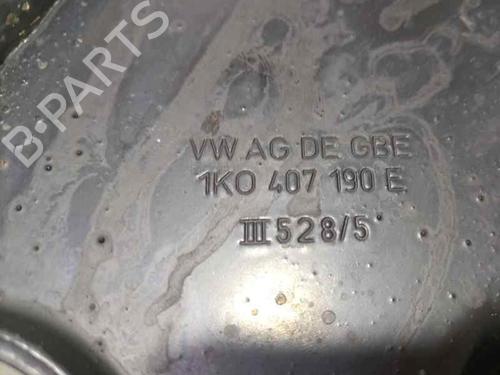 B-PARTS
VW AG DE GBE
1K0 407 190 E
III 528/5